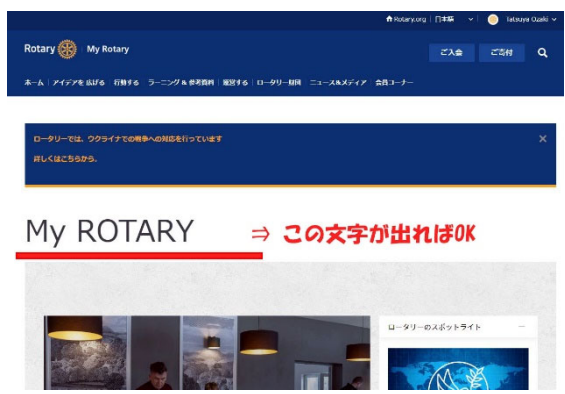 Rotary.org 日本語 Tatsuya Ozaki
Rotary My Rotary ご入会 ご寄付
ホーム アイデアを広げる 行動する ラーニング＆参考資料 運営する ロータリー財団 ニュース＆メディア 会員コーナー
ロータリーでは、ウクライナでの戦争への対応を行っています
詳しくはこちらから。
My ROTARY ⇒ この文字が出ればOK
ロータリーのスポットライト